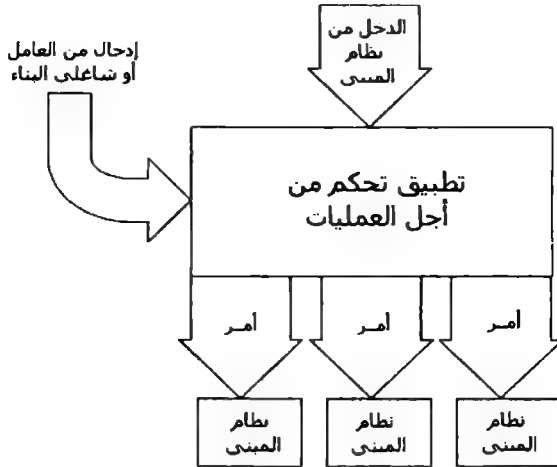 الدخل من
نظام
المبنى
إدخال من العامل
أو شاغلي البناء
تطبيق تحكم من
أجل العمليات
أمر
أمر
أمر
نظام
المبنى
نظام
المبنى
نظام
المبنى